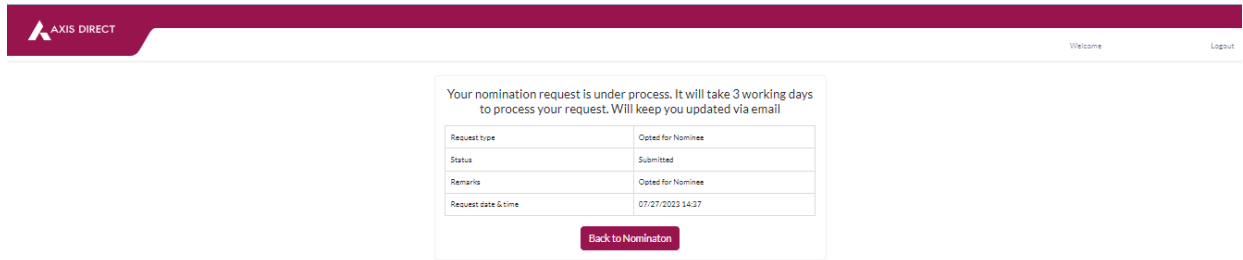 AXIS DIRECT
Welcome Logout
Your nomination request is under process. It will take 3 working days
to process your request. Will keep you updated via email
Request type Opted for Nominee
Status Submitted
Remarks Opted for Nominee
Request date & time 07/27/2023 14:37
Back to Nominaton